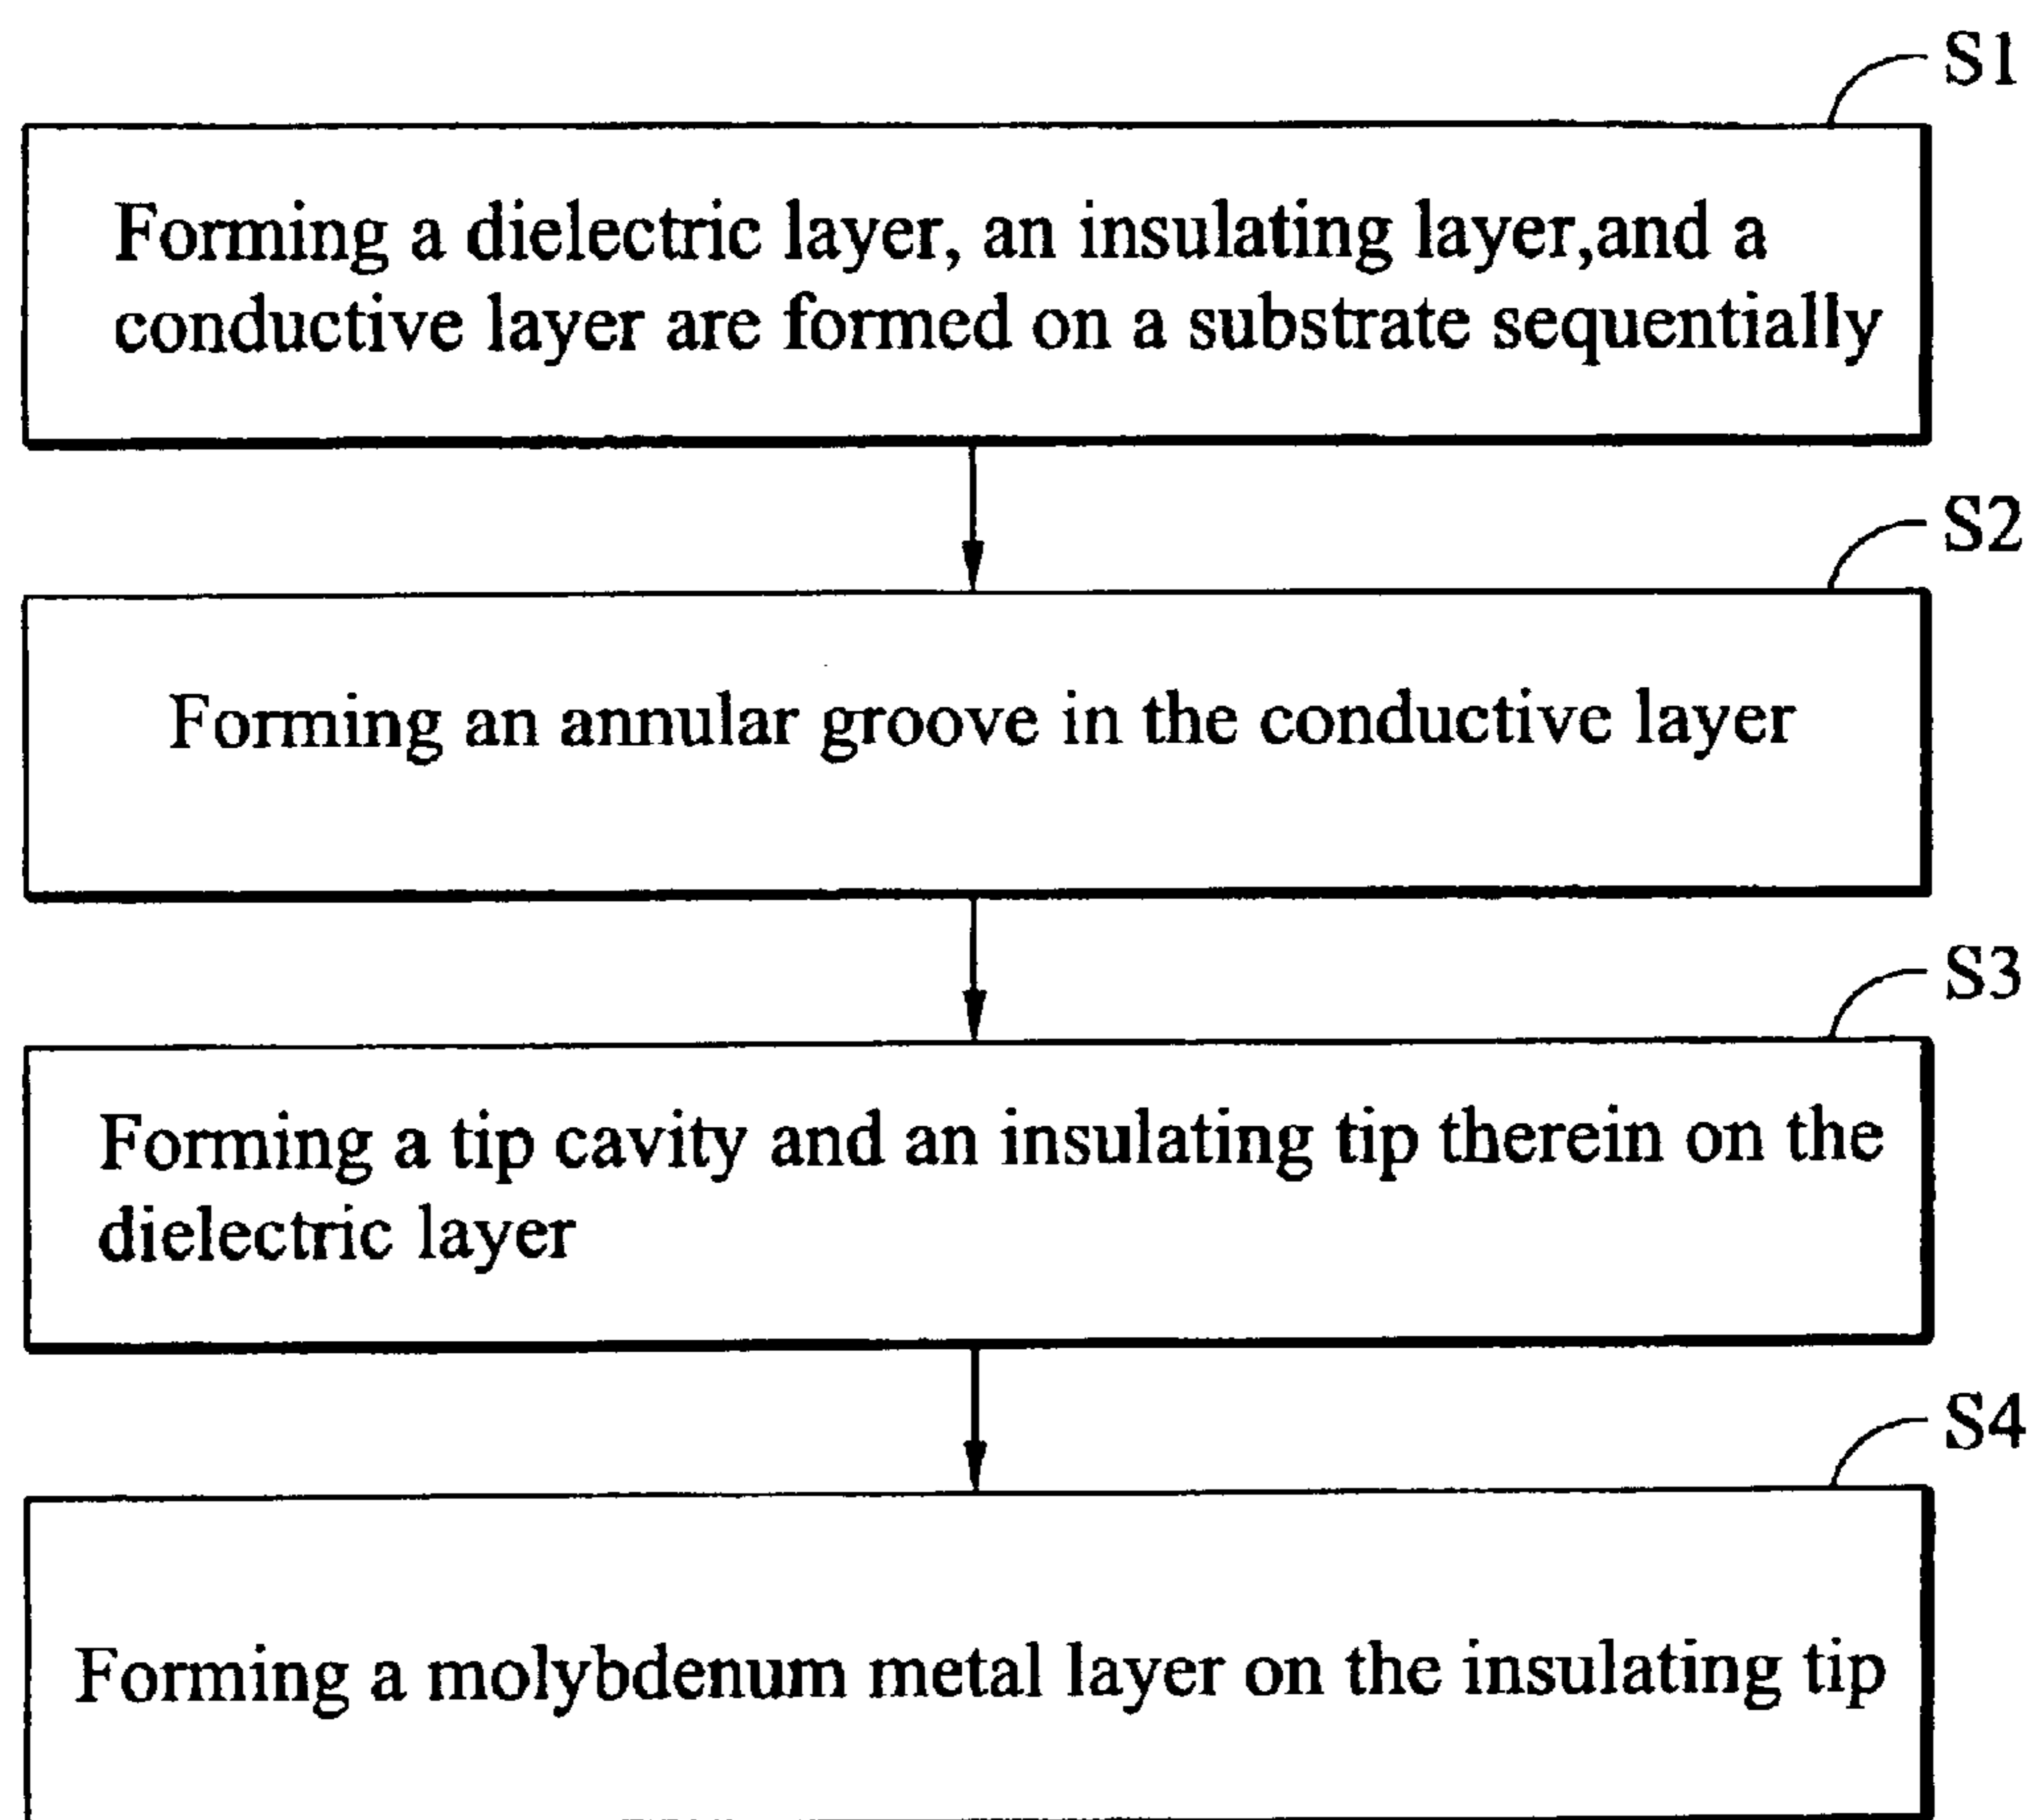 S1
Forming a dielectric layer, an insulating layer,and a
conductive layer are formed on a substrate sequentially
S2
Forming an annular groove in the conductive layer
S3
Forming a tip cavity and an insulating tip therein on the
dielectric layer
S4
Forming a molybdenum metal layer on the insulating tip